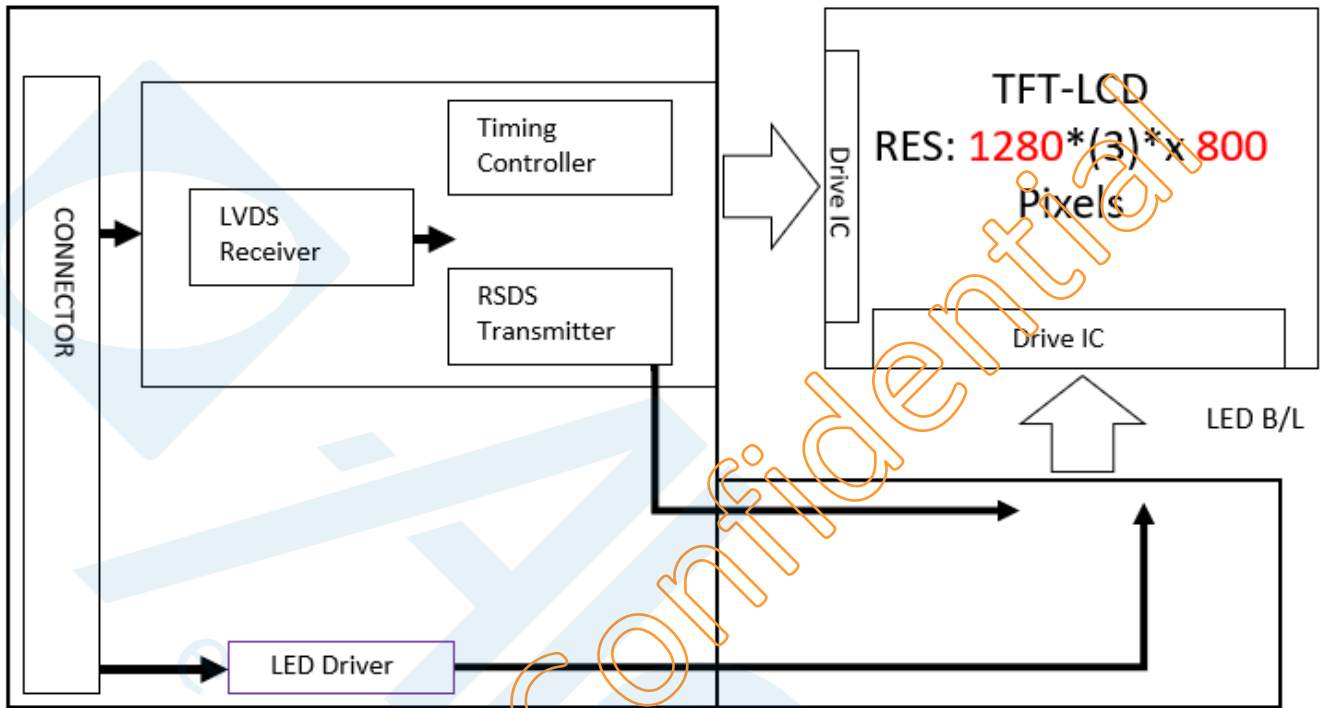 CONNECTOR
LVDS
Receiver
Timing
Controller
RSDS
Transmitter
LED Driver
Drive IC
TFT-LCD
RES: 1280*(3)*x 800
Pixels
Drive IC
LED B/L
Confidential